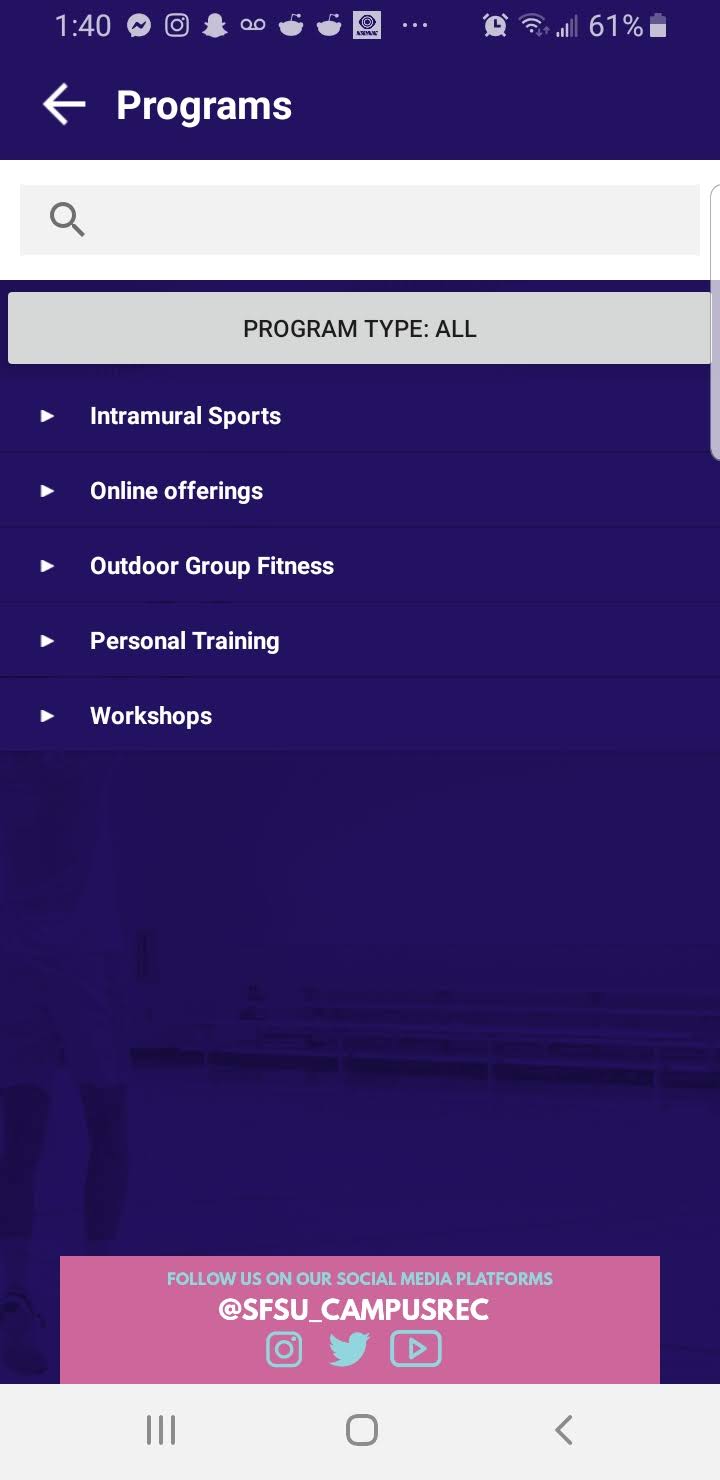 1:40 61%
Programs
PROGRAM TYPE: ALL
Intramural Sports
Online offerings
Outdoor Group Fitness
Personal Training
Workshops
FOLLOW US ON OUR SOCIAL MEDIA PLATFORMS
@SFSU_CAMPUSREC